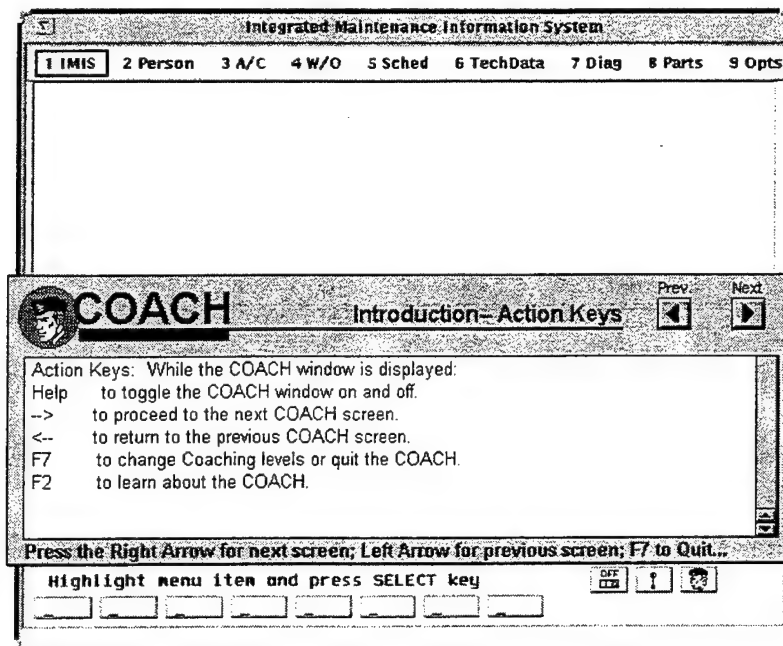 Integrated Maintenance Information System
1 IMIS 2 Person 3 A/C 4 W/O 5 Sched 6 TechData 7 Diag 8 Parts 9 Opts
COACH Introduction– Action Keys Prev. Next
Action Keys: While the COACH window is displayed:
Help to toggle the COACH window on and off.
--> to proceed to the next COACH screen.
<-- to return to the previous COACH screen.
F7 to change Coaching levels or quit the COACH.
F2 to learn about the COACH.
Press the Right Arrow for next screen; Left Arrow for previous screen; F7 to Quit...
Highlight menu item and press SELECT key OFF